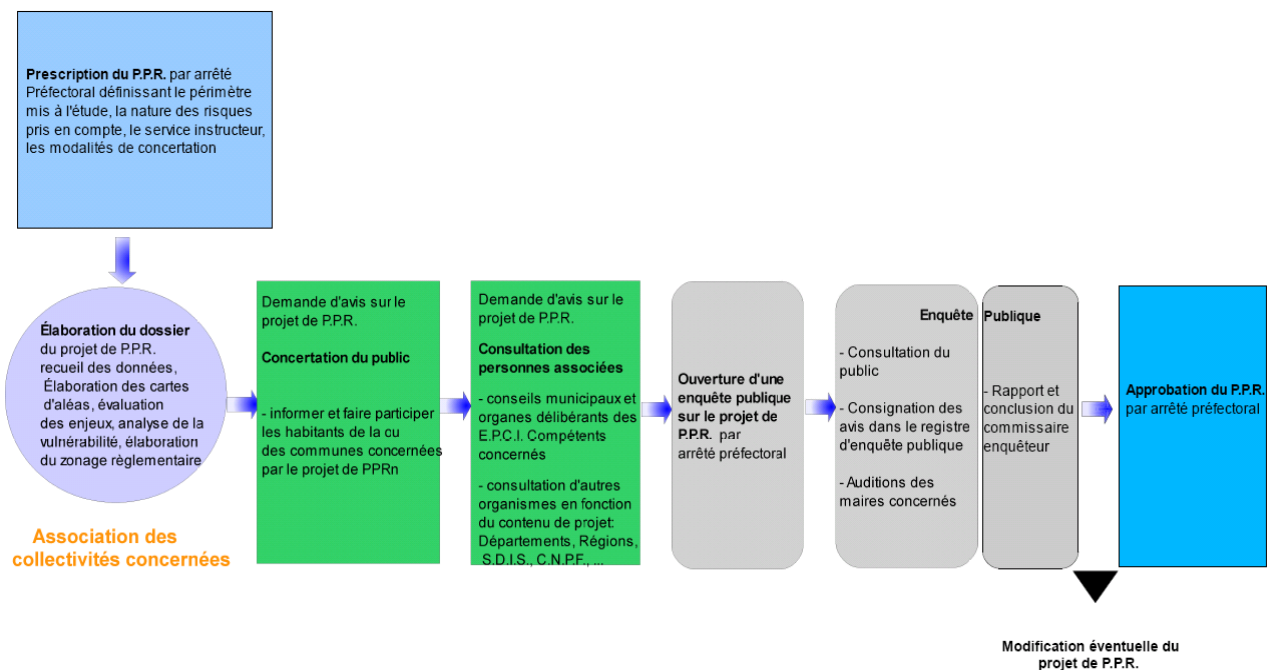 Prescription du P.P.R. par arrêté
Préfectoral définissant le périmètre
mis à l'étude, la nature des risques
pris en compte, le service instructeur,
les modalités de concertation
Élaboration du dossier
du projet de P.P.R.
recueil des données,
Élaboration des cartes
d'aléas, évaluation
des enjeux, analyse de la
vulnérabilité, élaboration
du zonage règlementaire
Association des
collectivités concernées
Demande d'avis sur le
projet de P.P.R.
Concertation du public
- informer et faire participer
les habitants de la ou
des communes concernées
par le projet de PPRn
Demande d'avis sur le
projet de P.P.R.
Consultation des
personnes associées
- conseils municipaux et
organes délibérants des
E.P.C.I. Compétents
concernés
- consultation d'autres
organismes en fonction
du contenu de projet:
Départements, Régions,
S.D.I.S., C.N.P.F., ...
Ouverture d'une
enquête publique
sur le projet de
P.P.R. par
arrêté préfectoral
Enquête Publique
- Consultation du
public
- Consignation des
avis dans le registre
d'enquête publique
- Auditions des
maires concernés
- Rapport et
conclusion du
commissaire
enquêteur
Approbation du P.P.R.
par arrêté préfectoral
Modification éventuelle du
projet de P.P.R.